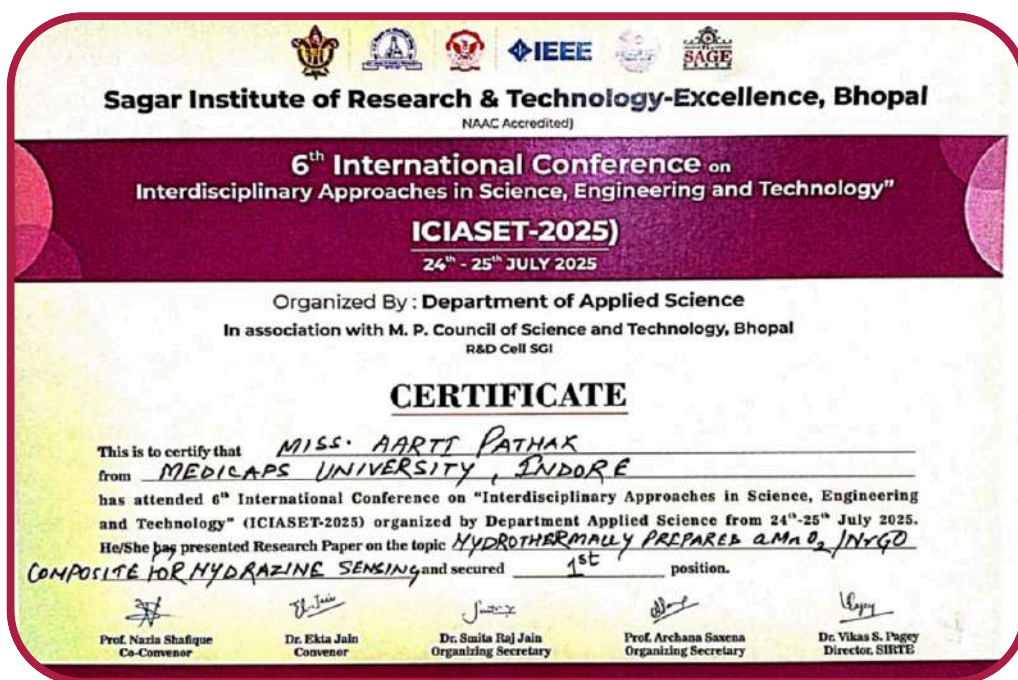 IEEE
SAGE
Sagar Institute of Research & Technology-Excellence, Bhopal
NAAC Accredited)
6th International Conference on
Interdisciplinary Approaches in Science, Engineering and Technology”
ICIASET-2025)
24th - 25th JULY 2025
Organized By : Department of Applied Science
In association with M. P. Council of Science and Technology, Bhopal
R&D Cell SGI
CERTIFICATE
This is to certify that MISS. AARTI PATHAK
from MEDICAPS UNIVERSITY, INDORE
has attended 6th International Conference on "Interdisciplinary Approaches in Science, Engineering
and Technology" (ICIASET-2025) organized by Department Applied Science from 24th-25th July 2025.
He/She has presented Research Paper on the topic HYDROTHERMALLY PREPARED αMnO2/NrGO
COMPOSITE FOR HYDRAZINE SENSING and secured 1st position.
Prof. Nazia Shafique
Co-Convenor
Dr. Ekta Jain
Convenor
Dr. Smita Raj Jain
Organizing Secretary
Prof. Archana Saxena
Organizing Secretary
Dr. Vikas S. Pagey
Director, SIRTE